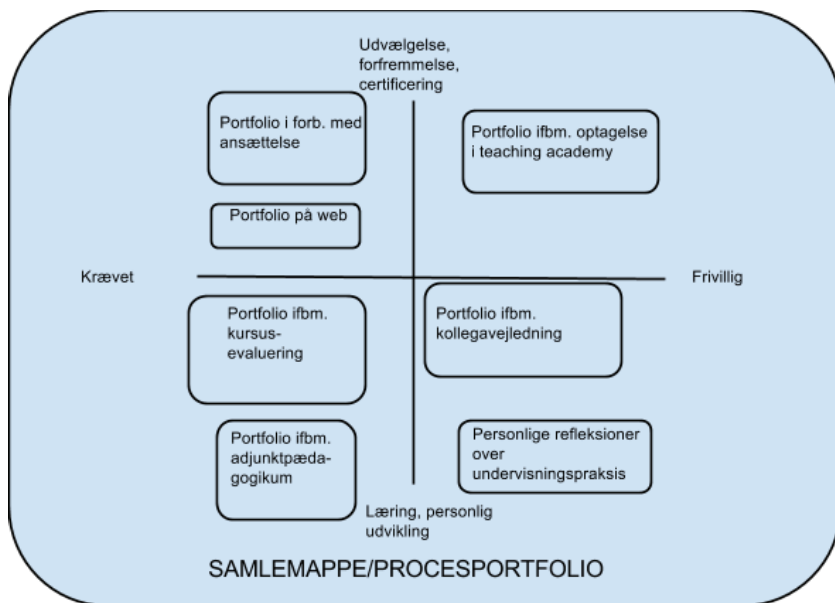 Udvælgelse,
forfremmelse,
certificering
Portfolio i forb. med
ansættelse
Portfolio ifbm. optagelse
i teaching academy
Portfolio på web
Krævet
Frivillig
Portfolio ifbm.
kursus-
evaluering
Portfolio ifbm.
kollegavejledning
Portfolio ifbm.
adjunktpæda-
gogikum
Personlige refleksioner
over
undervisningspraksis
Læring, personlig
udvikling
SAMLEMAPPE/PROCESPORTFOLIO